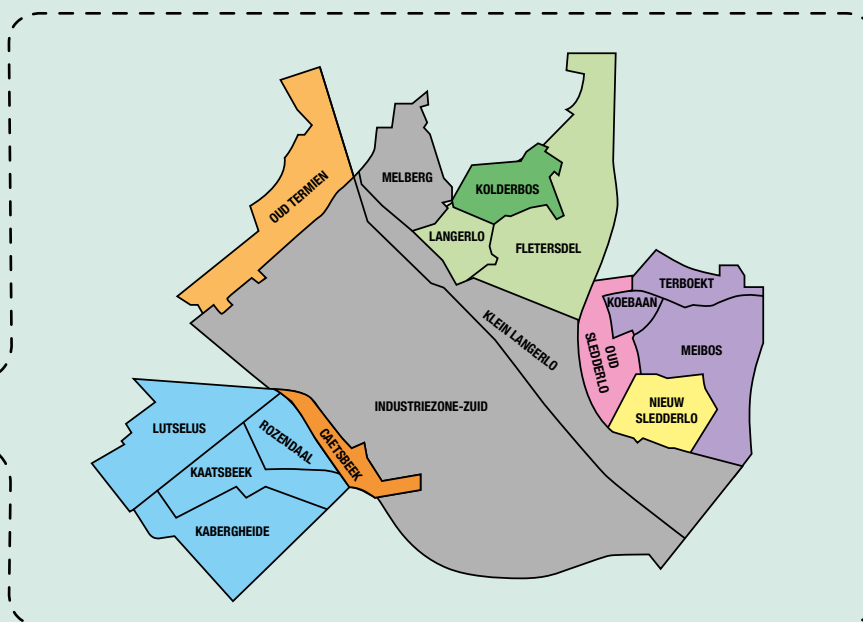 OUD TERMIEN
MELBERG
KOLDERBOS
LANGERLO
FLETERSDEL
TERBOEKT
KOEBAAN
OUD
SLEDDERLO
MEIBOS
KLEIN LANGERLO
NIEUW
SLEDDERLO
INDUSTRIEZONE-ZUID
LUTSELUS
ROZENDAAL
CAETSBEEK
KAATSBEEK
KABERGHEIDE